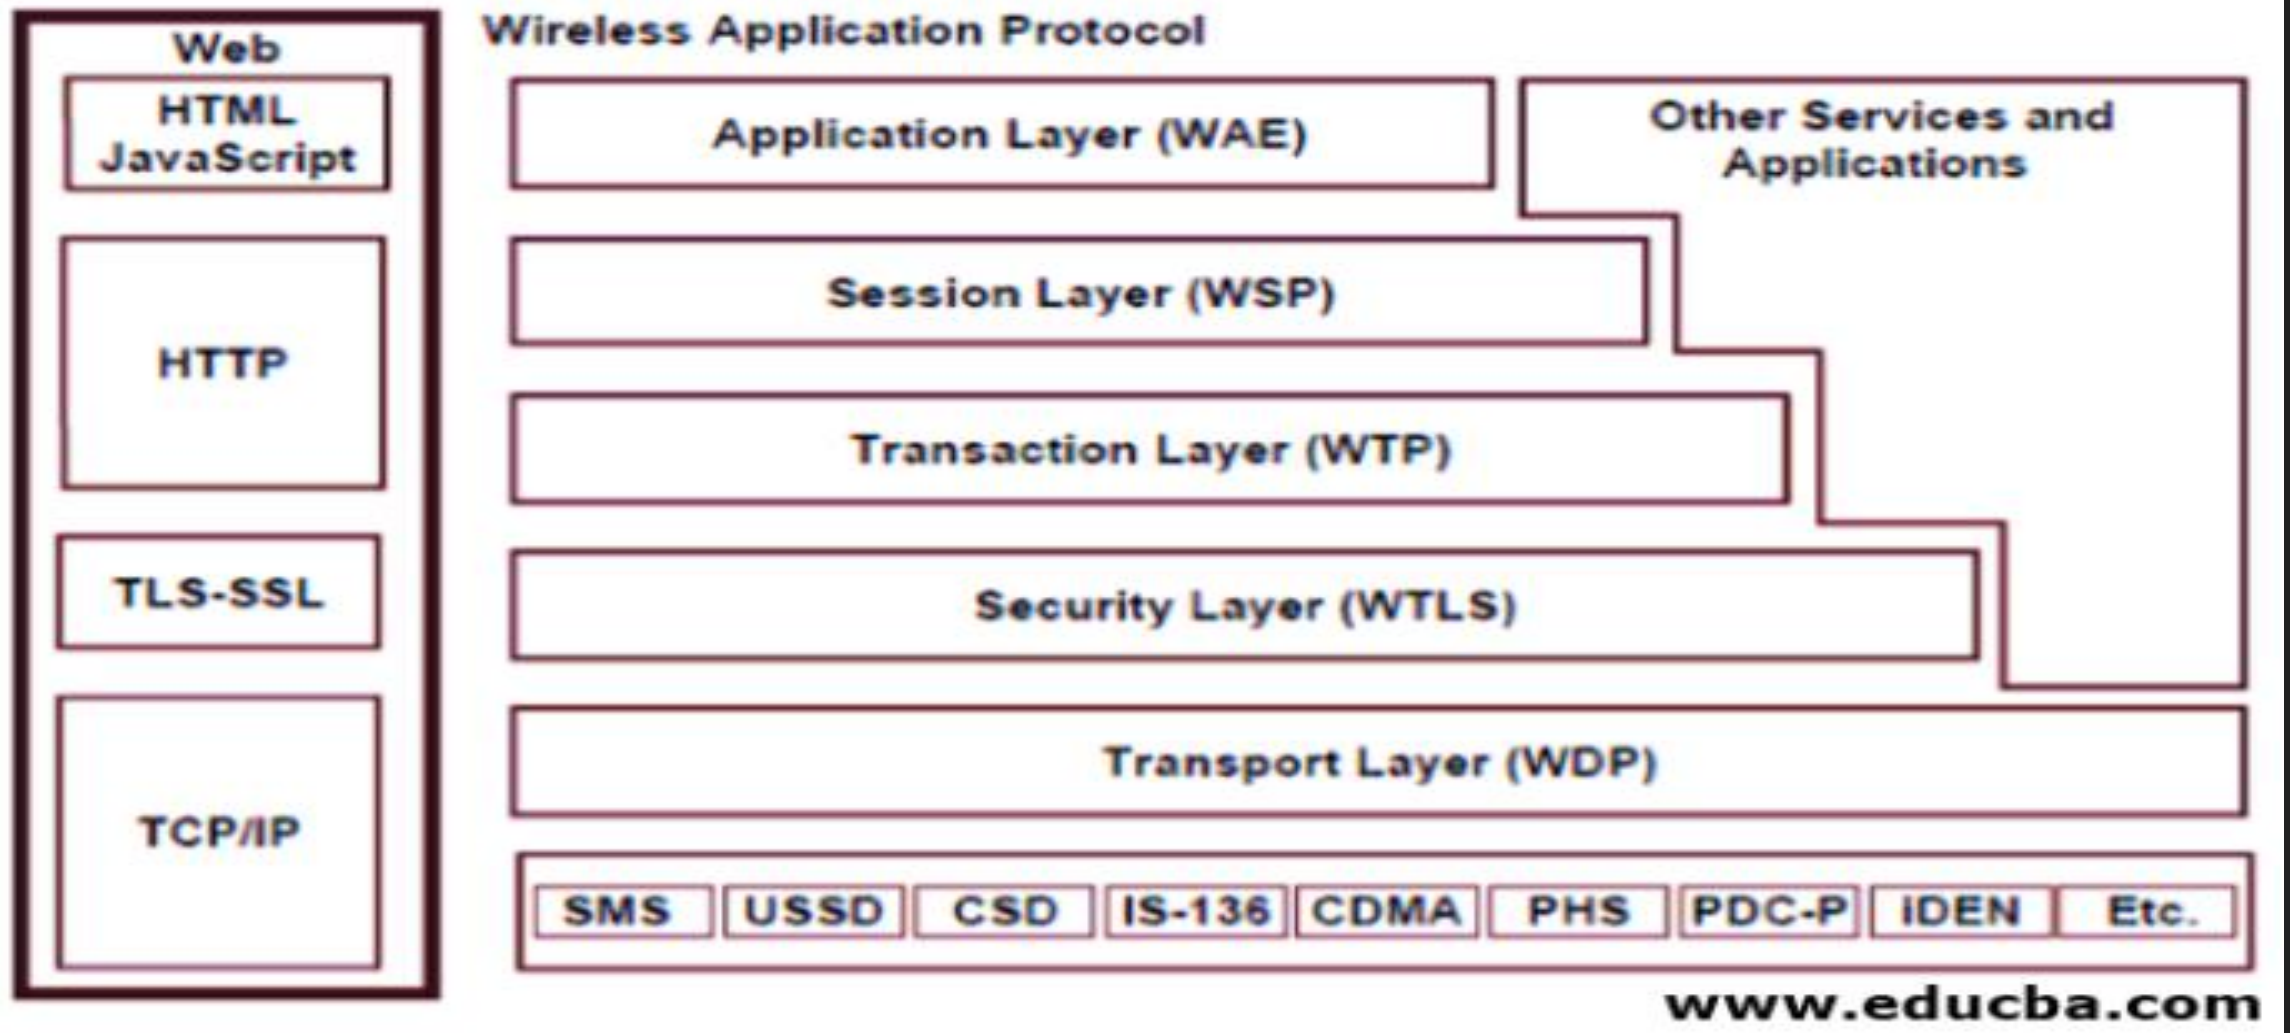 Web
HTML
JavaScript
HTTP
TLS-SSL
TCP/IP
Wireless Application Protocol
Application Layer (WAE)
Other Services and
Applications
Session Layer (WSP)
Transaction Layer (WTP)
Security Layer (WTLS)
Transport Layer (WDP)
SMS USSD CSD IS-136 CDMA PHS PDC-P iDEN Etc.
www.educba.com